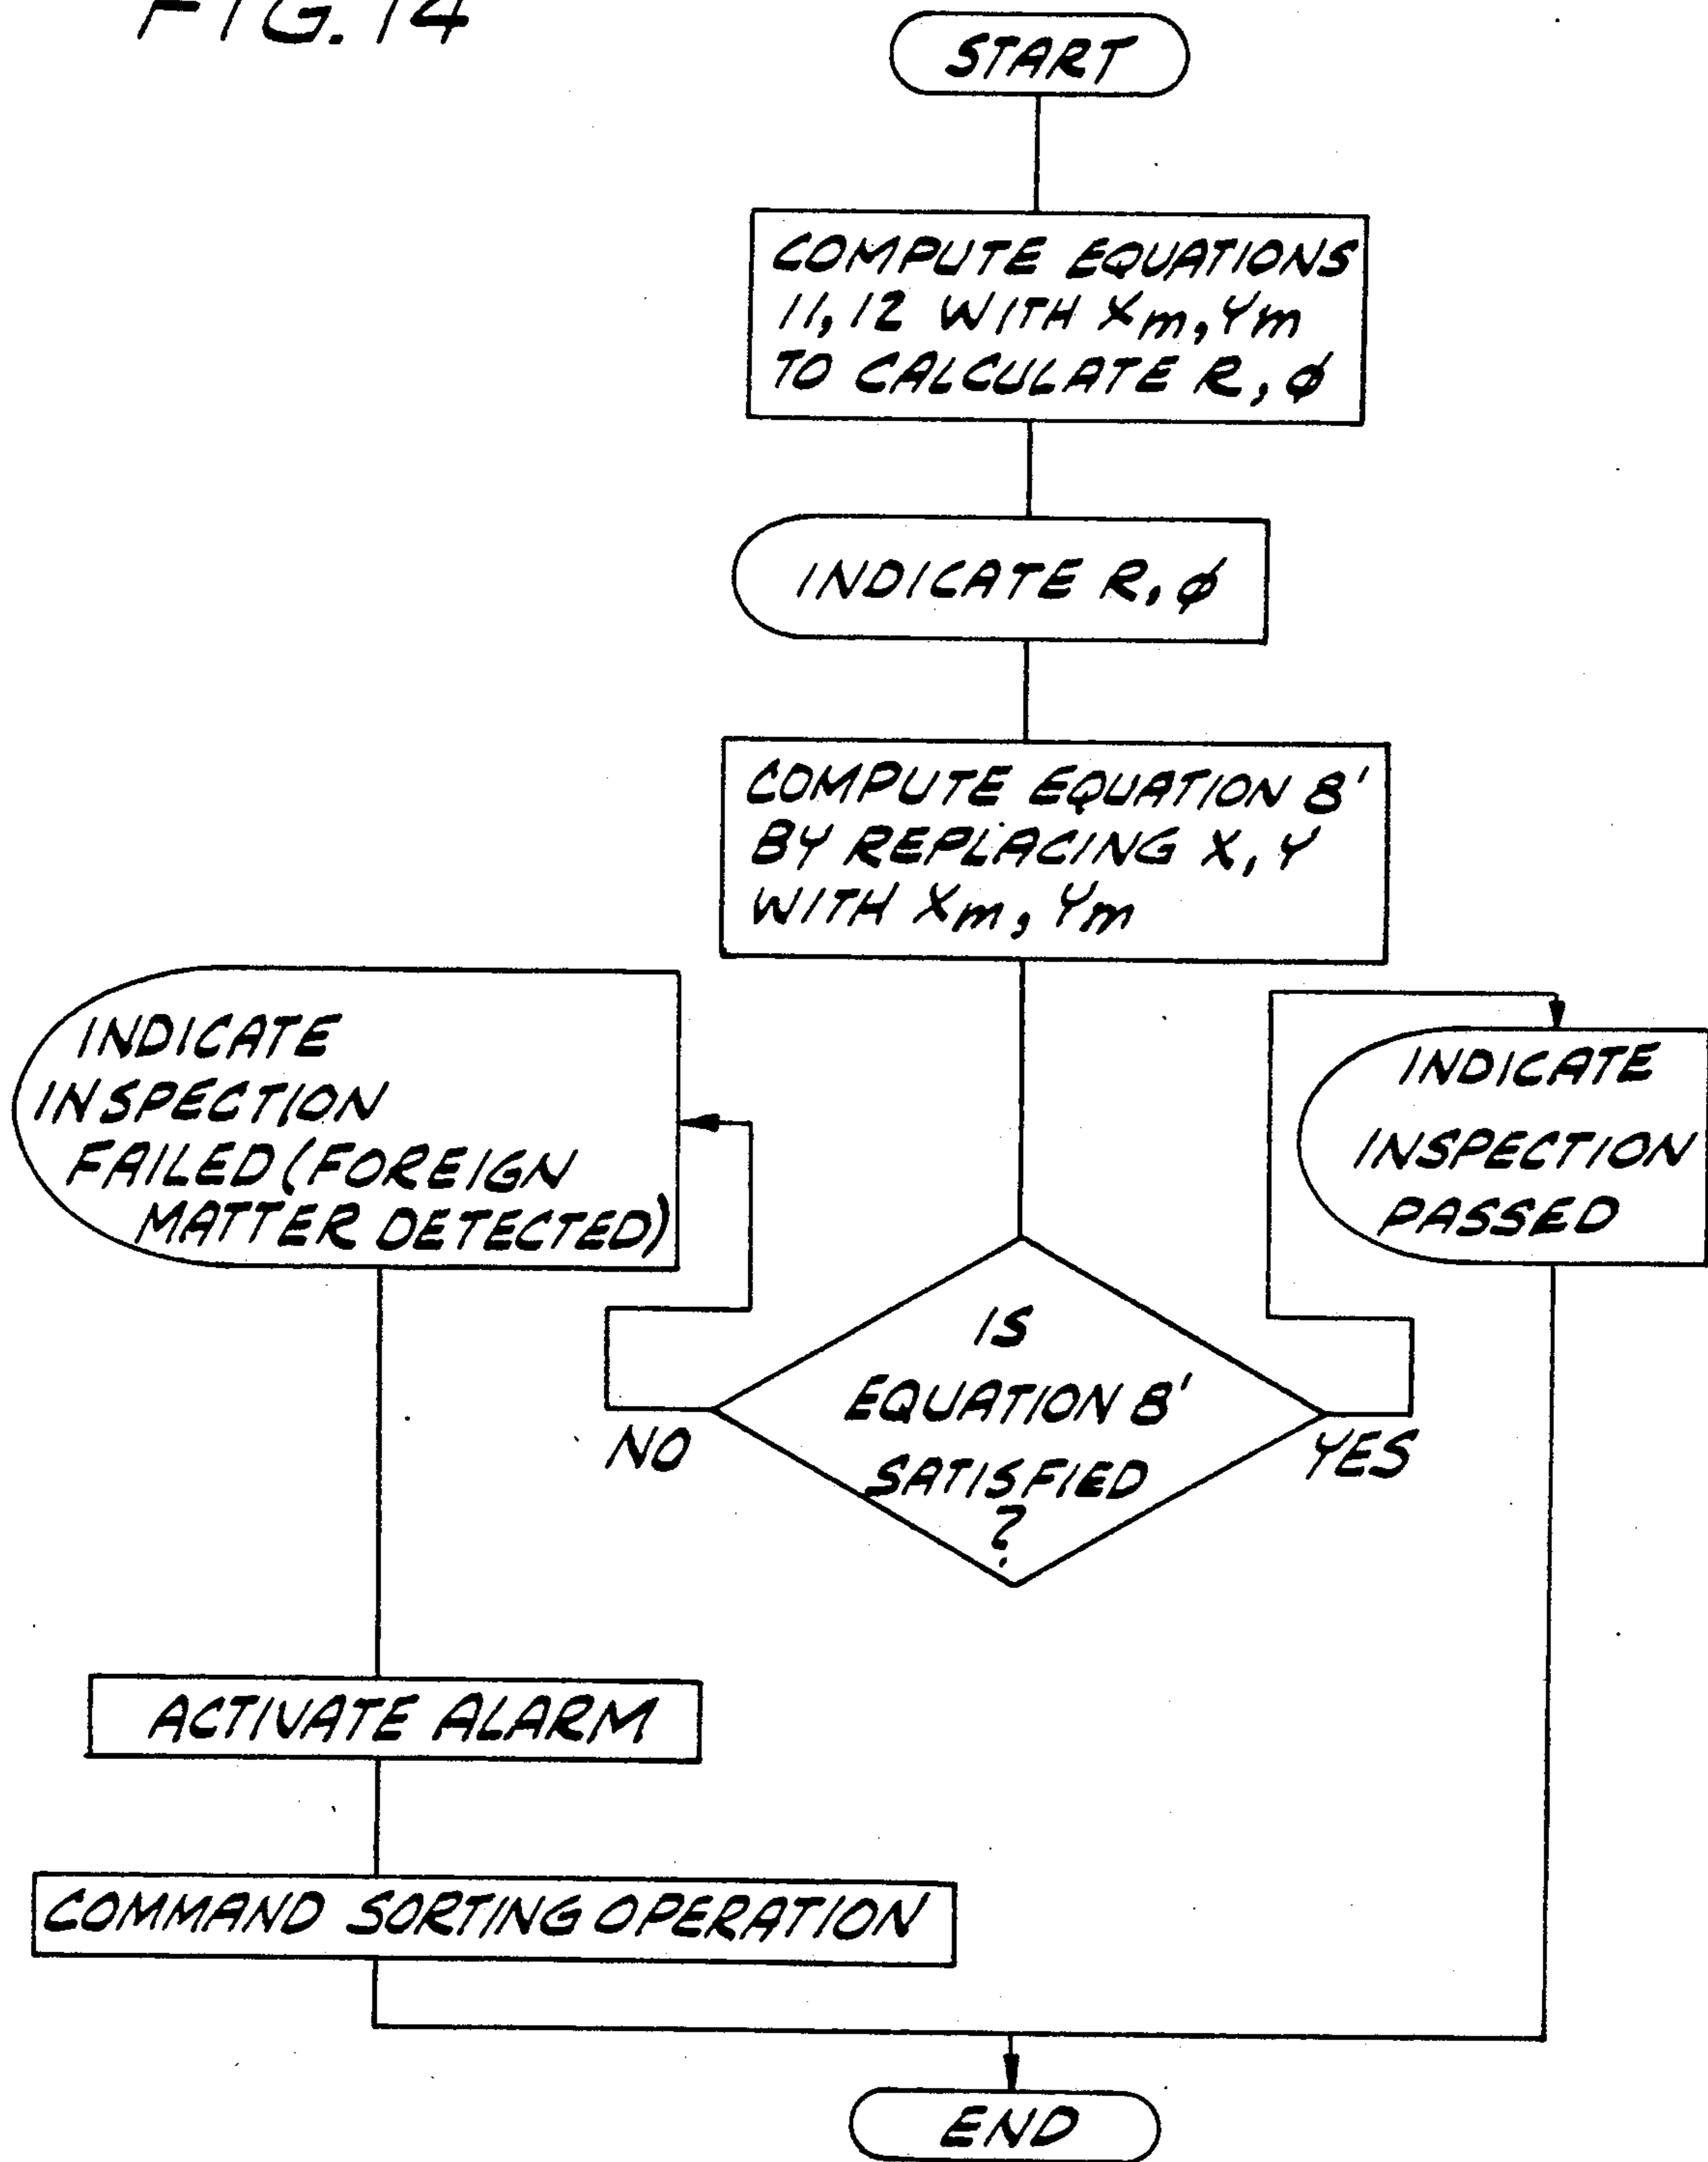 FIG. 14
START
COMPUTE EQUATIONS
11, 12 WITH Xm, Ym
TO CALCULATE R, ϕ
INDICATE R, ϕ
COMPUTE EQUATION 8'
BY REPLACING X, Y
WITH Xm, Ym
INDICATE
INSPECTION
FAILED (FOREIGN
MATTER DETECTED)
INDICATE
INSPECTION
PASSED
IS
EQUATION 8'
SATISFIED
?
NO
YES
ACTIVATE ALARM
COMMAND SORTING OPERATION
END